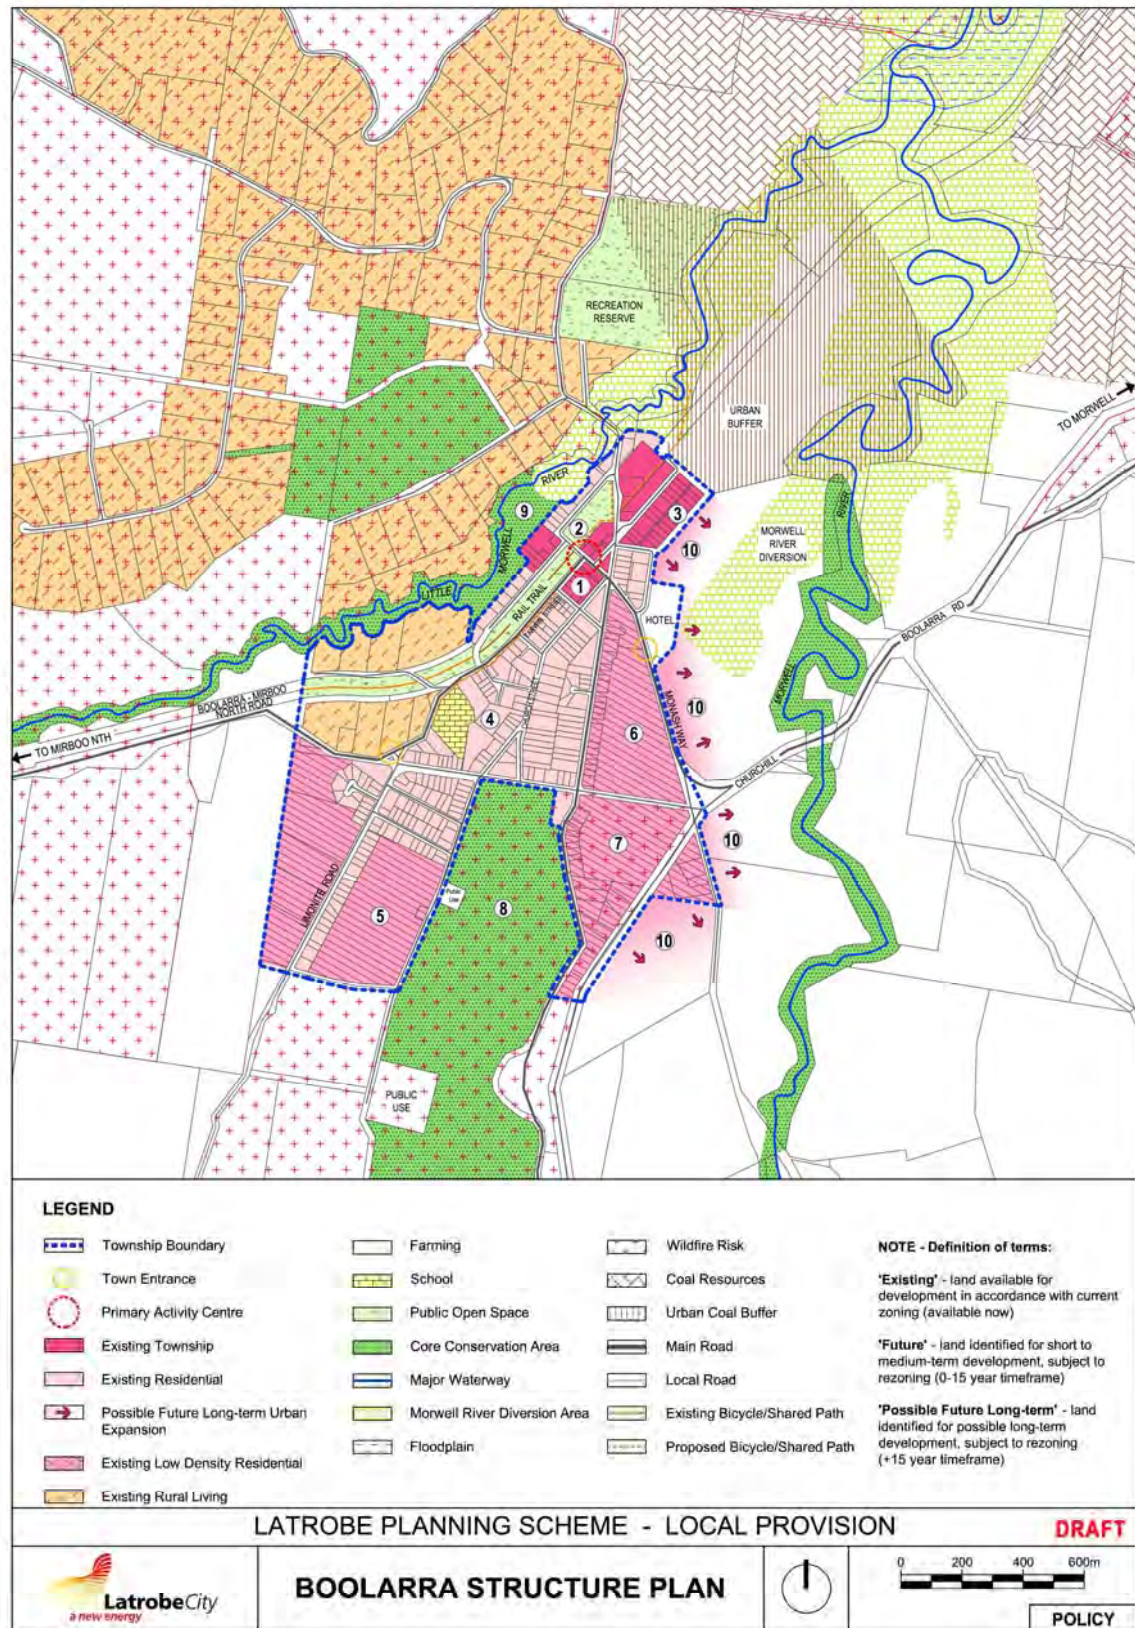 RECREATION
RESERVE
URBAN
BUFFER
TO MORWELL
RIVER
9
MORWELL
LITTLE
2
3
10
MORWELL
RIVER
DIVERSION
RIVER
1
RAIL TRAIL
HOTEL
BOOLARRA RD
MORWELL
BOOLARRA - MIRBOO
NORTH ROAD
TO MIRBOO NTH
4
6
MONASH WAY
10
CHURCHILL
7
10
LIMONITE ROAD
5
Public
Use
8
10
PUBLIC
USE
LEGEND
Township Boundary
Town Entrance
Primary Activity Centre
Existing Township
Existing Residential
Possible Future Long-term Urban
Expansion
Existing Low Density Residential
Existing Rural Living
Farming
School
Public Open Space
Core Conservation Area
Major Waterway
Morwell River Diversion Area
Floodplain
Wildfire Risk
Coal Resources
Urban Coal Buffer
Main Road
Local Road
Existing Bicycle/Shared Path
Proposed Bicycle/Shared Path
NOTE - Definition of terms:
'Existing' - land available for
development in accordance with current
zoning (available now)
'Future' - land identified for short to
medium-term development, subject to
rezoning (0-15 year timeframe)
'Possible Future Long-term' - land
identified for possible long-term
development, subject to rezoning
(+15 year timeframe)
LATROBE PLANNING SCHEME - LOCAL PROVISION
DRAFT
LatrobeCity
a new energy
BOOLARRA STRUCTURE PLAN
0 200 400 600m
POLICY